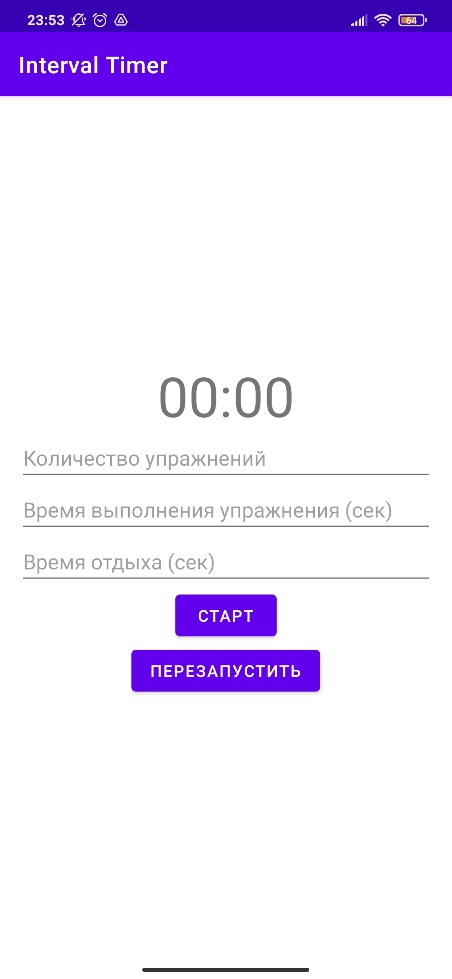 23:53
64
Interval Timer
00:00
Количество упражнений
Время выполнения упражнения (сек)
Время отдыха (сек)
СТАРТ
ПЕРЕЗАПУСТИТЬ